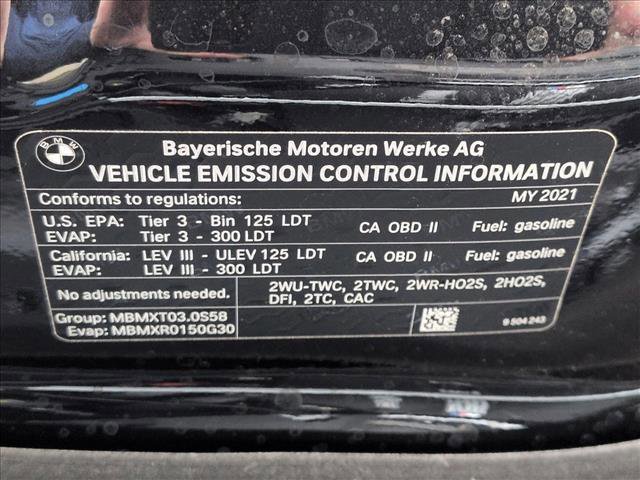 BMW
Bayerische Motoren Werke AG
VEHICLE EMISSION CONTROL INFORMATION
Conforms to regulations: MY 2021
U.S. EPA: Tier 3 - Bin 125 LDT CA OBD II Fuel: gasoline
EVAP: Tier 3 - 300 LDT
California: LEV III - ULEV 125 LDT CA OBD II Fuel: gasoline
EVAP: LEV III - 300 LDT
No adjustments needed. 2WU-TWC, 2TWC, 2WR-HO2S, 2HO2S,
DFI, 2TC, CAC
Group: MBMXT03.0S58
Evap: MBMXR0150G30 9 504 243